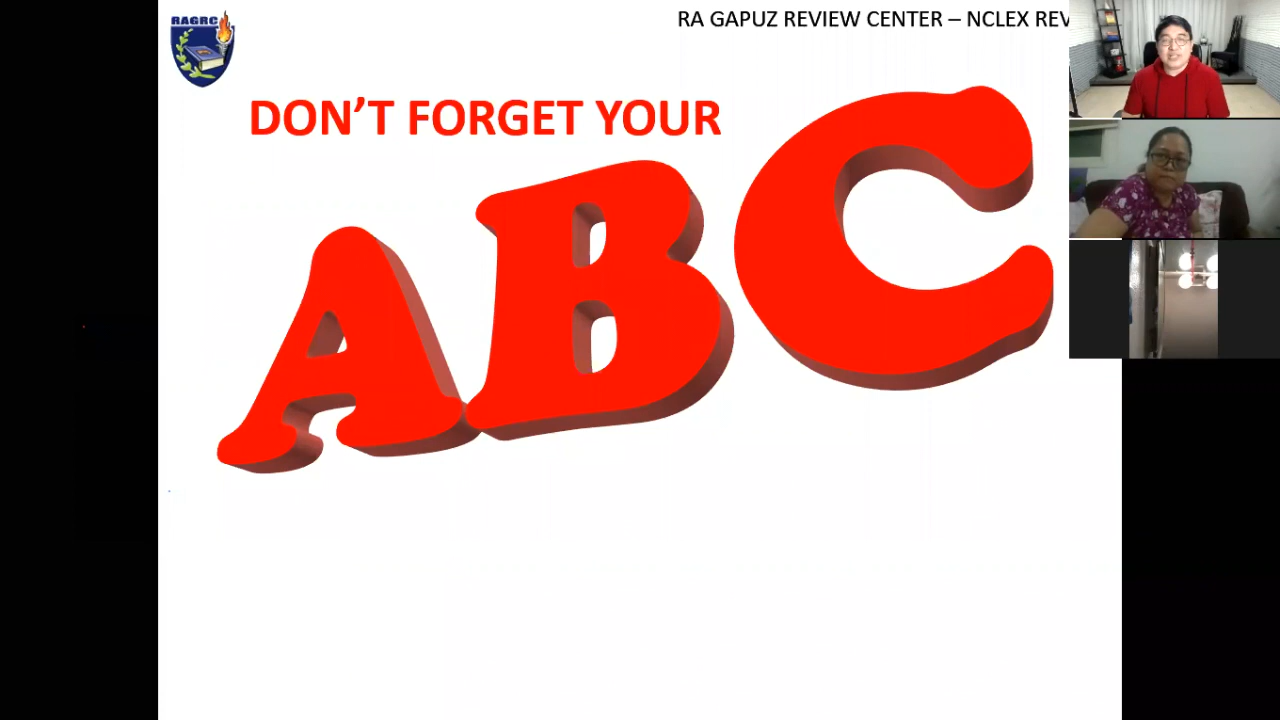 RAGRC
RA GAPUZ REVIEW CENTER – NCLEX REV
DON'T FORGET YOUR
ABC